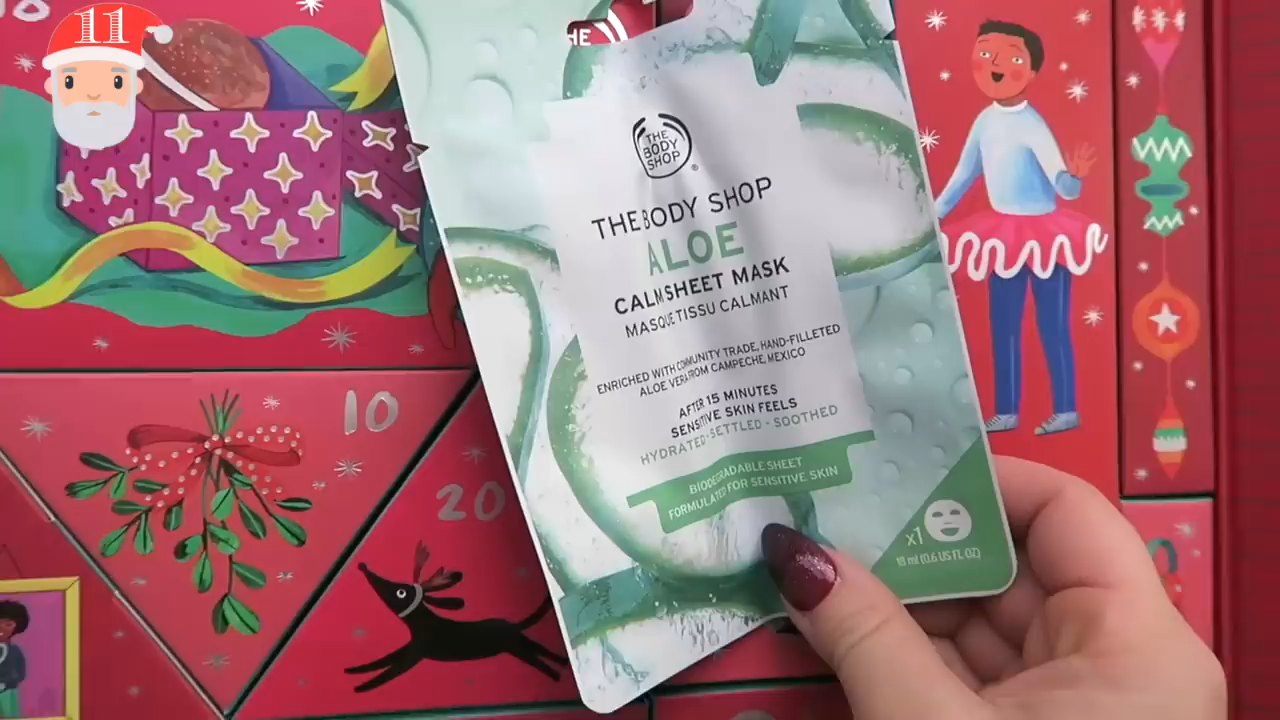 11
THE
THE
BODY
SHOP
®
THE BODY SHOP
ALOE
CALM SHEET MASK
MASQUE TISSU CALMANT
ENRICHED WITH COMMUNITY TRADE, HAND-FILLETED
ALOE VERA FROM CAMPECHE, MEXICO
AFTER 15 MINUTES
SENSITIVE SKIN FEELS
HYDRATED-SETTLED-SOOTHED
BIODEGRADABLE SHEET
FORMULATED FOR SENSITIVE SKIN
x1
18 ml (0.6 US FL OZ)
10
20